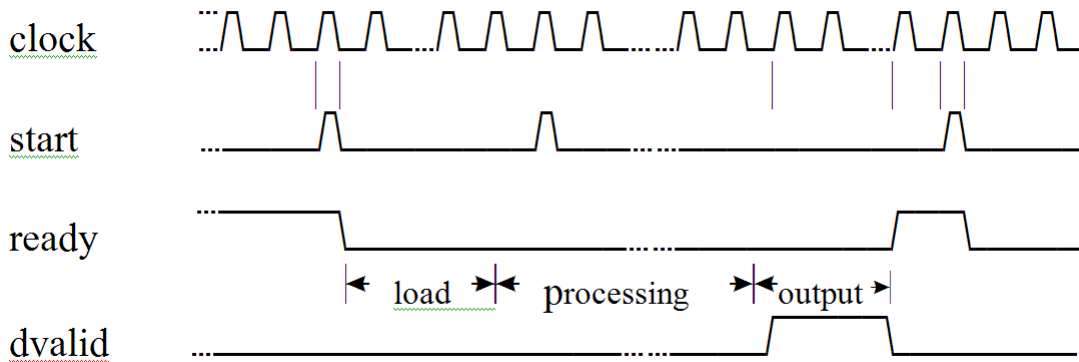 clock
start
ready
load processing output
dvalid